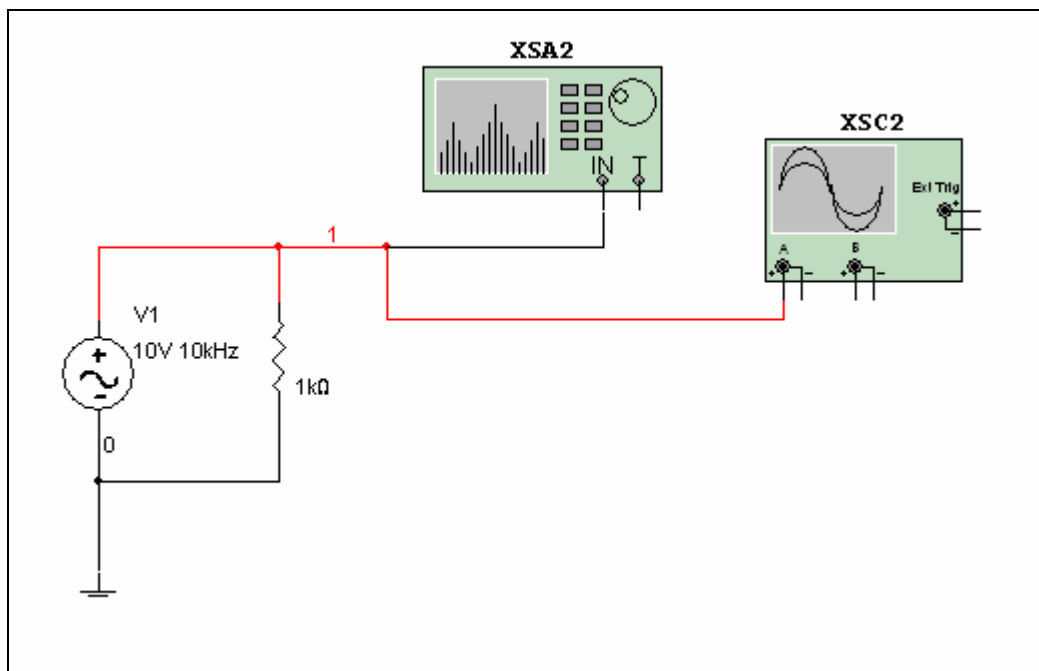 XSA2
IN T
XSC2
Ext Trig
+
-
A B
+ - + -
1
V1
10V 10kHz
+
-
1kΩ
0